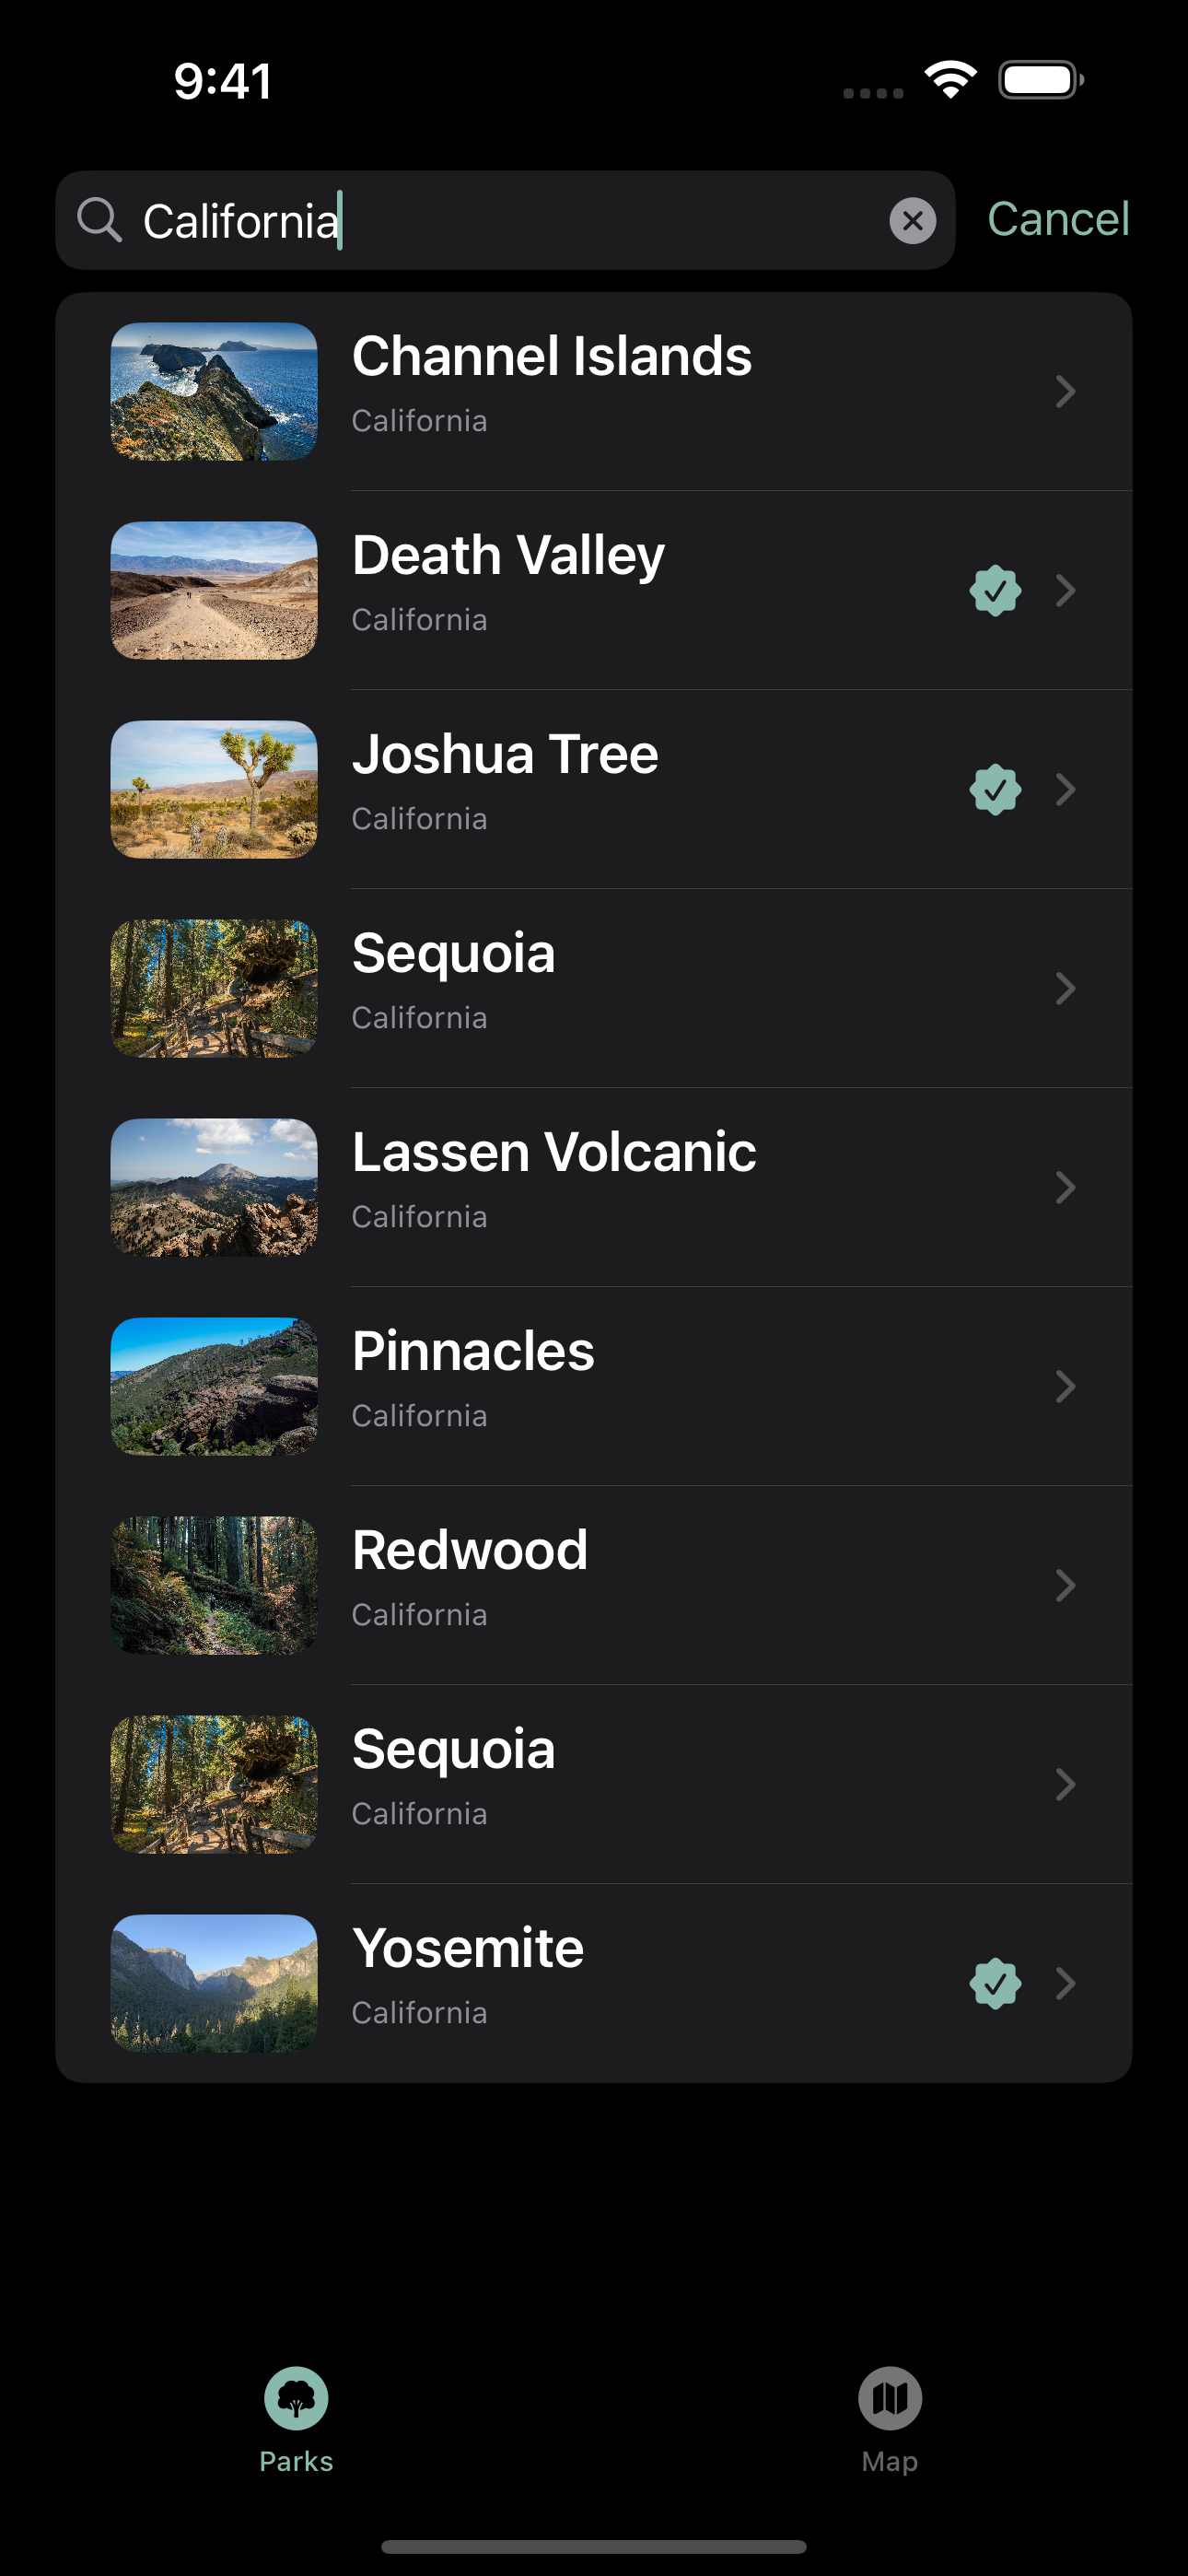 9:41
California
Cancel
Channel Islands
California
Death Valley
California
Joshua Tree
California
Sequoia
California
Lassen Volcanic
California
Pinnacles
California
Redwood
California
Sequoia
California
Yosemite
California
Parks
Map